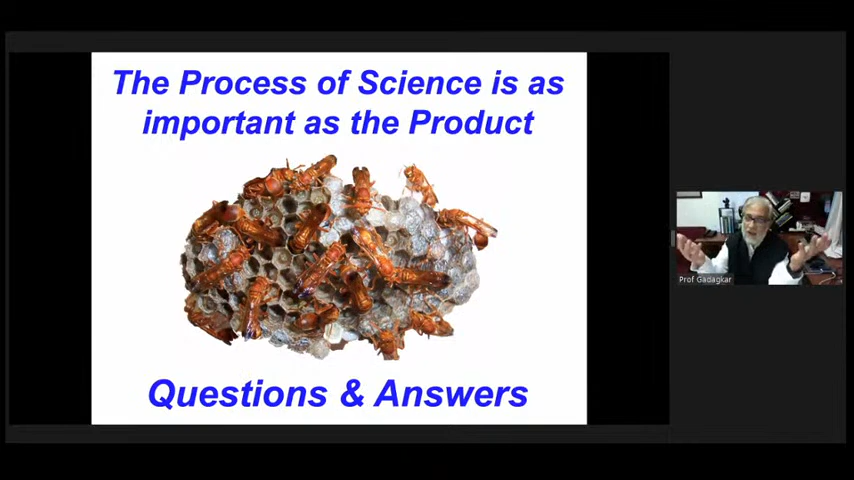 The Process of Science is as
important as the Product
Questions & Answers
Prof Gadagkar